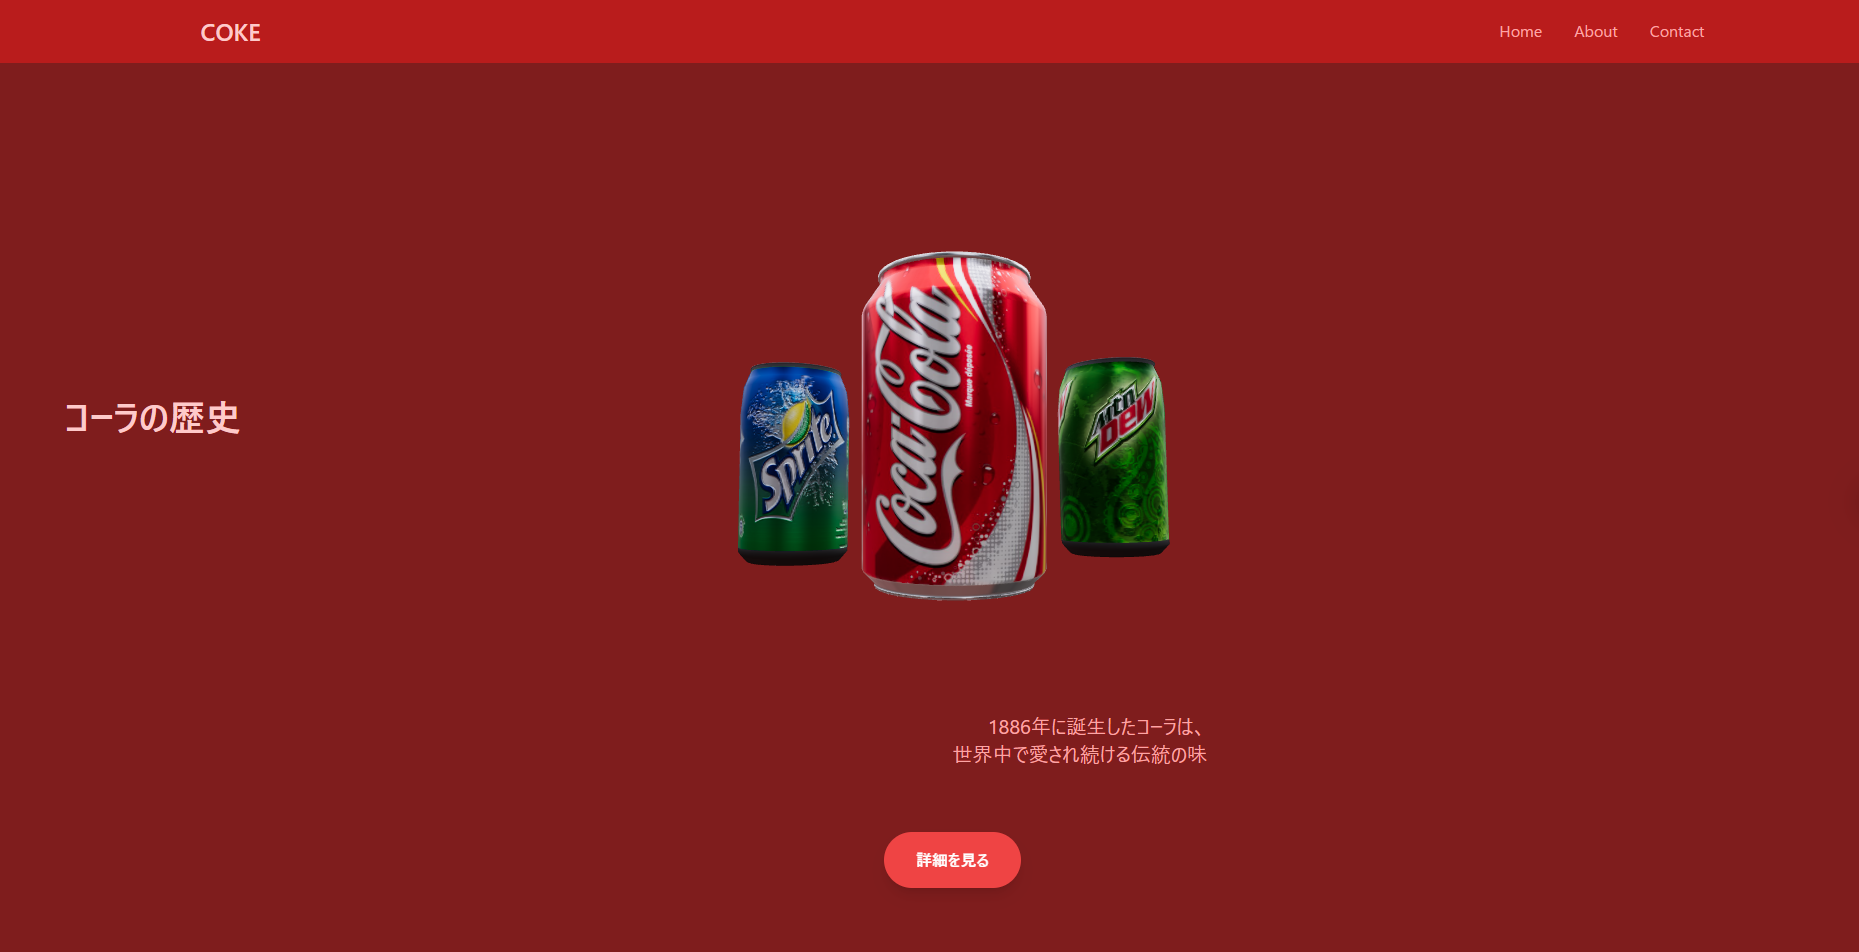 COKE
Home
About
Contact
コーラの歴史
Sprite
Coca-Cola
Marque déposée
Mtn
Dew
1886年に誕生したコーラは、
世界中で愛され続ける伝統の味
詳細を見る